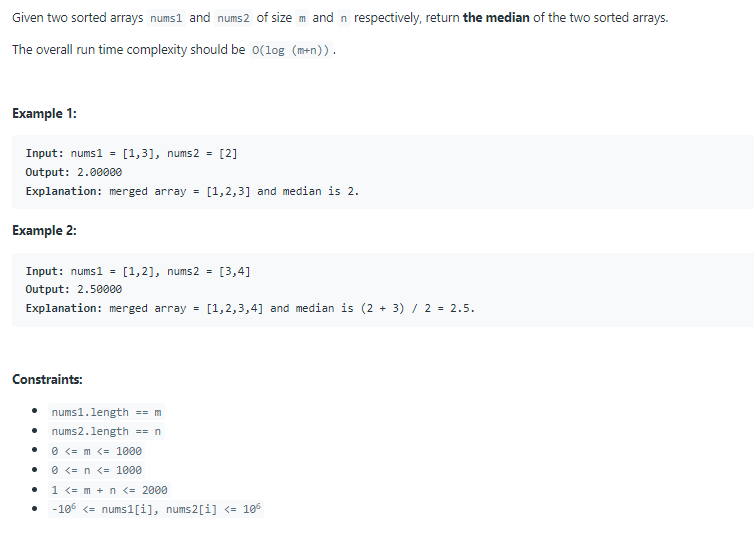 Given two sorted arrays nums1 and nums2 of size m and n respectively, return the median of the two sorted arrays.
The overall run time complexity should be O(log (m+n)).
Example 1:
Input: nums1 = [1,3], nums2 = [2]
Output: 2.00000
Explanation: merged array = [1,2,3] and median is 2.
Example 2:
Input: nums1 = [1,2], nums2 = [3,4]
Output: 2.50000
Explanation: merged array = [1,2,3,4] and median is (2 + 3) / 2 = 2.5.
Constraints:
• nums1.length == m
• nums2.length == n
• 0 <= m <= 1000
• 0 <= n <= 1000
• 1 <= m + n <= 2000
• -10⁶ <= nums1[i], nums2[i] <= 10⁶